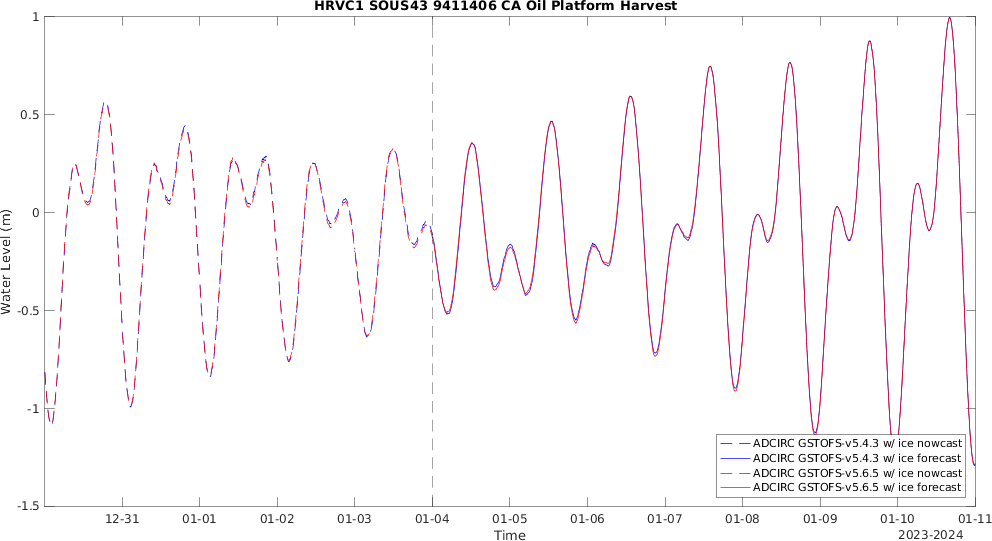 HRVC1 SOUS43 9411406 CA Oil Platform Harvest
1
0.5
0
-0.5
-1
-1.5
Water Level (m)
12-31
01-01
01-02
01-03
01-04
01-05
01-06
01-07
01-08
01-09
01-10
01-11
Time
2023-2024
ADCIRC GSTOFS-v5.4.3 w/ ice nowcast
ADCIRC GSTOFS-v5.4.3 w/ ice forecast
ADCIRC GSTOFS-v5.6.5 w/ ice nowcast
ADCIRC GSTOFS-v5.6.5 w/ ice forecast